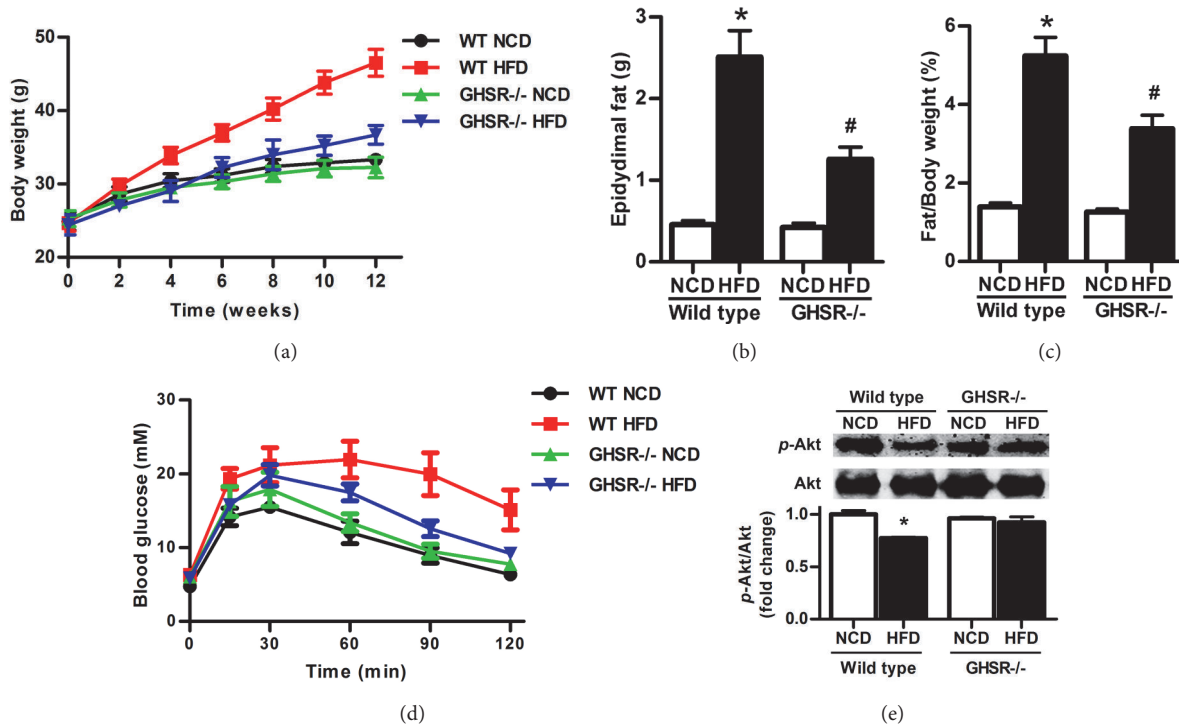 50
40
30
20
Body weight (g)
0 2 4 6 8 10 12
Time (weeks)
WT NCD
WT HFD
GHSR-/- NCD
GHSR-/- HFD
(a)
3
2
1
0
Epidydimal fat (g)
*
#
NCD HFD NCD HFD
Wild type GHSR-/-
(b)
6
4
2
0
Fat/Body weight (%)
*
#
NCD HFD NCD HFD
Wild type GHSR-/-
(c)
30
20
10
0
Blood glucose (mM)
0 30 60 90 120
Time (min)
WT NCD
WT HFD
GHSR-/- NCD
GHSR-/- HFD
(d)
Wild type GHSR-/-
NCD HFD NCD HFD
p-Akt
Akt
1.0
0.5
0.0
p-Akt/Akt
(fold change)
*
NCD HFD NCD HFD
Wild type GHSR-/-
(e)